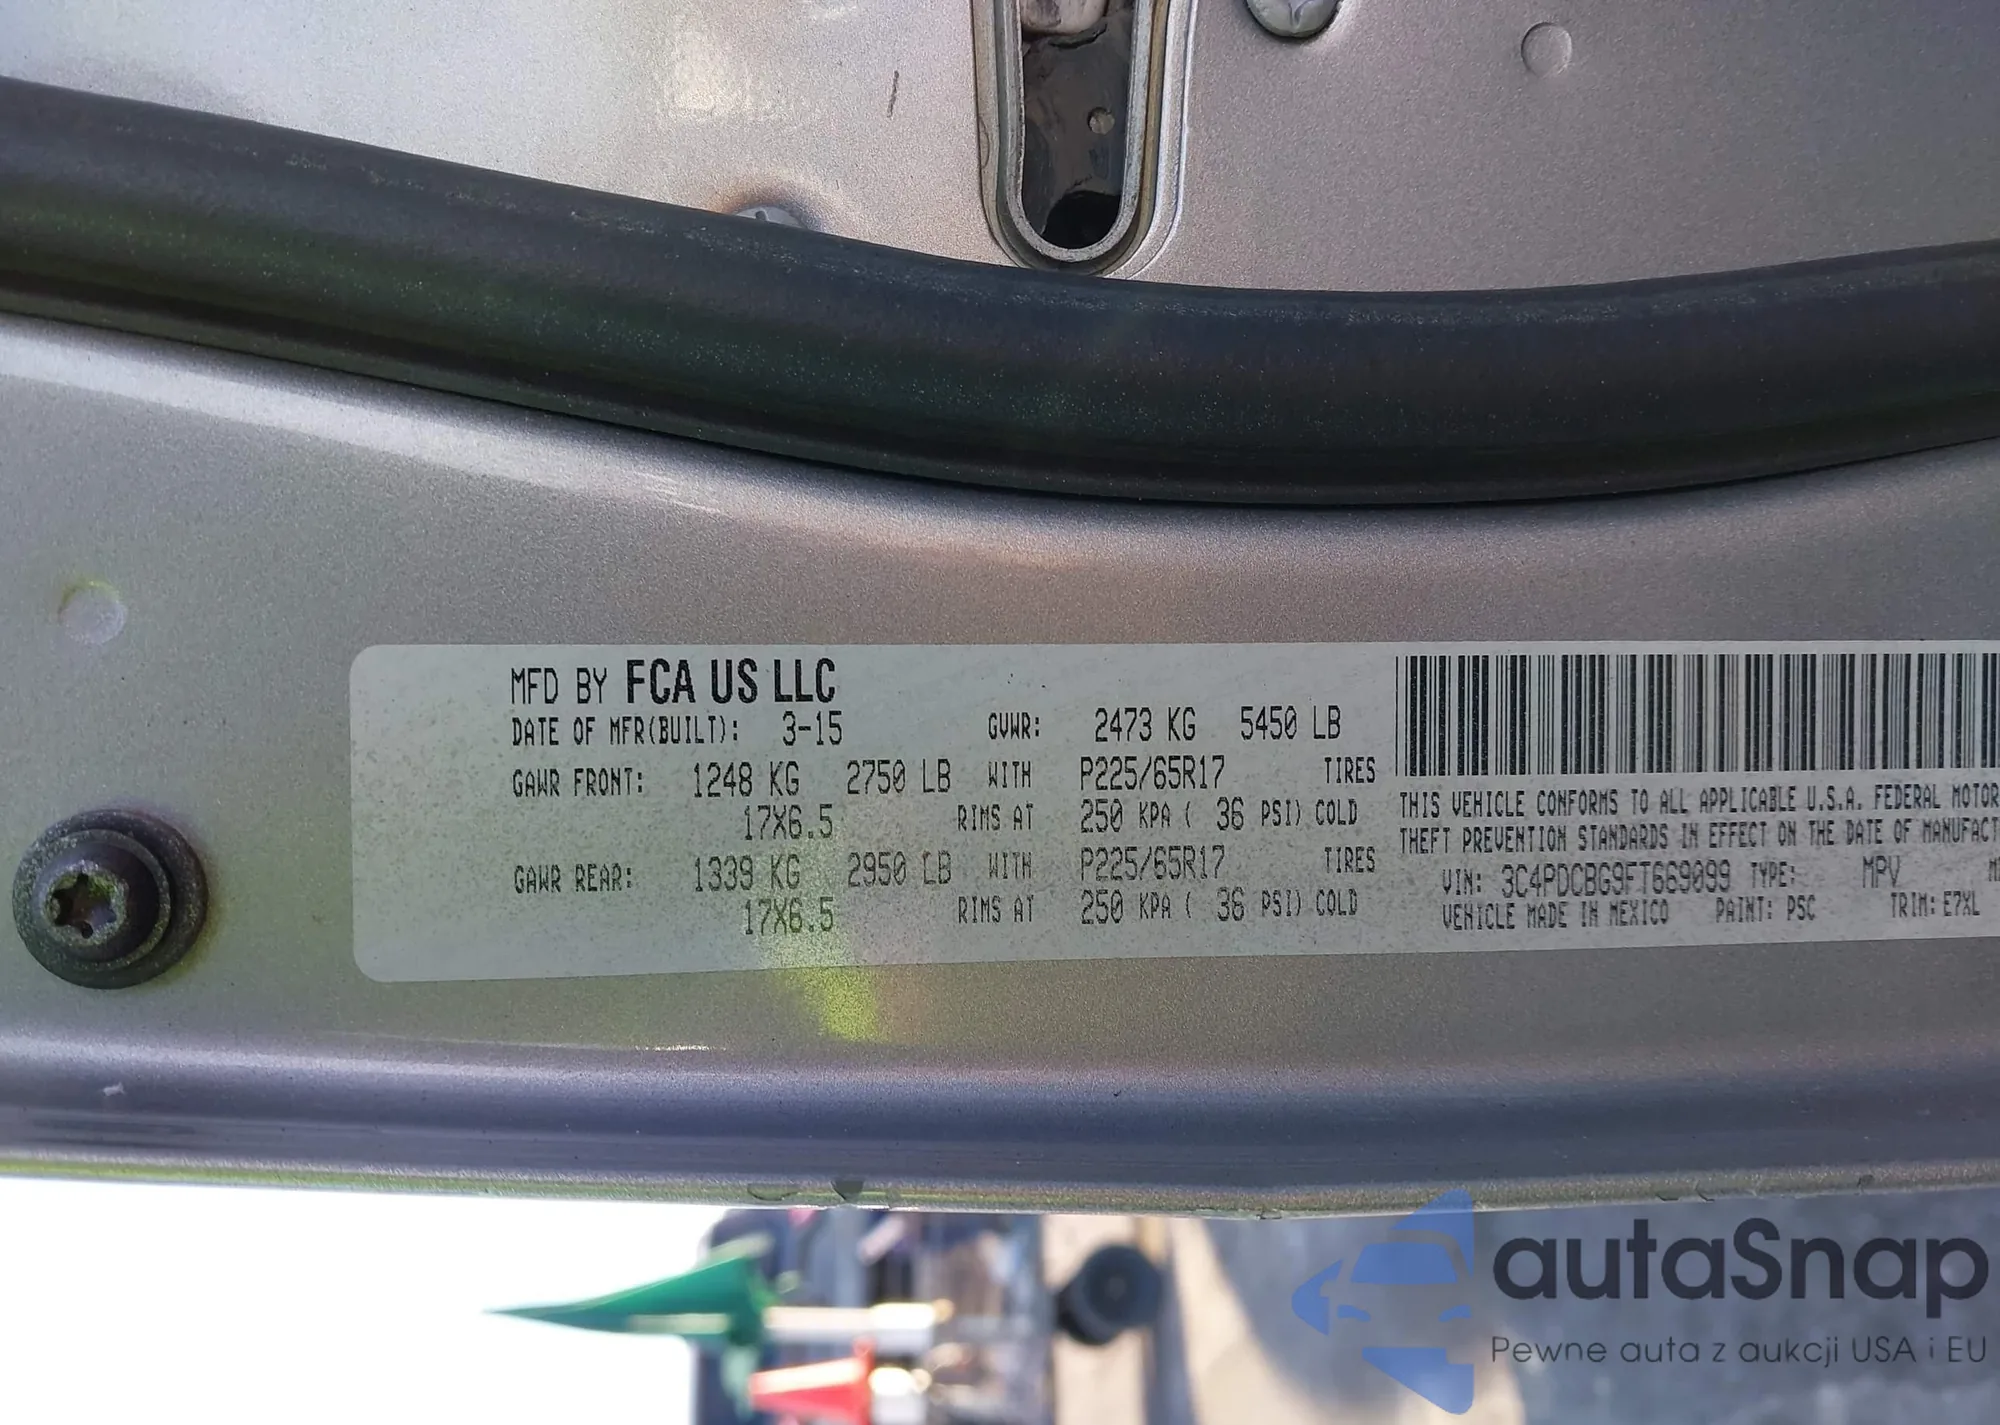 MFD BY FCA US LLC
DATE OF MFR(BUILT): 3-15 GVWR: 2473 KG 5450 LB
GAWR FRONT: 1248 KG 2750 LB WITH P225/65R17 TIRES
17X6.5 RIMS AT 250 KPA ( 36 PSI) COLD
GAWR REAR: 1339 KG 2950 LB WITH P225/65R17 TIRES
17X6.5 RIMS AT 250 KPA ( 36 PSI) COLD
THIS VEHICLE CONFORMS TO ALL APPLICABLE U.S.A. FEDERAL MOTOR
THEFT PREVENTION STANDARDS IN EFFECT ON THE DATE OF MANUFACT
VIN: 3C4PDCBG9FT669099 TYPE: MPV
VEHICLE MADE IN MEXICO PAINT: PSC TRIM: E7XL
autaSnap
Pewne auta z aukcji USA i EU